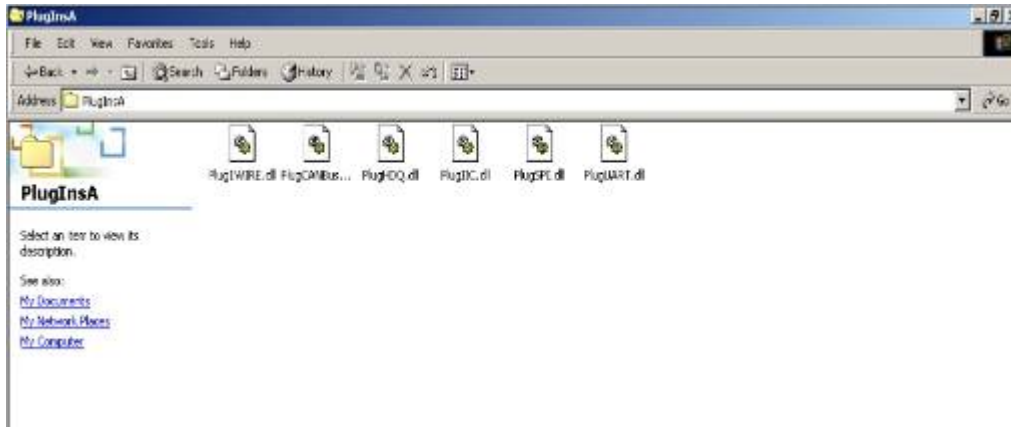 PlugInsA
File Edit View Favorites Tools Help
Back Search Folders History
Address PlugInsA Go
Plug1WIRE.dll PlugCANBus... PlugHDQ.dll PlugIIC.dll PlugSPI.dll PlugUART.dll
PlugInsA
Select an item to view its
description.
See also:
My Documents
My Network Places
My Computer